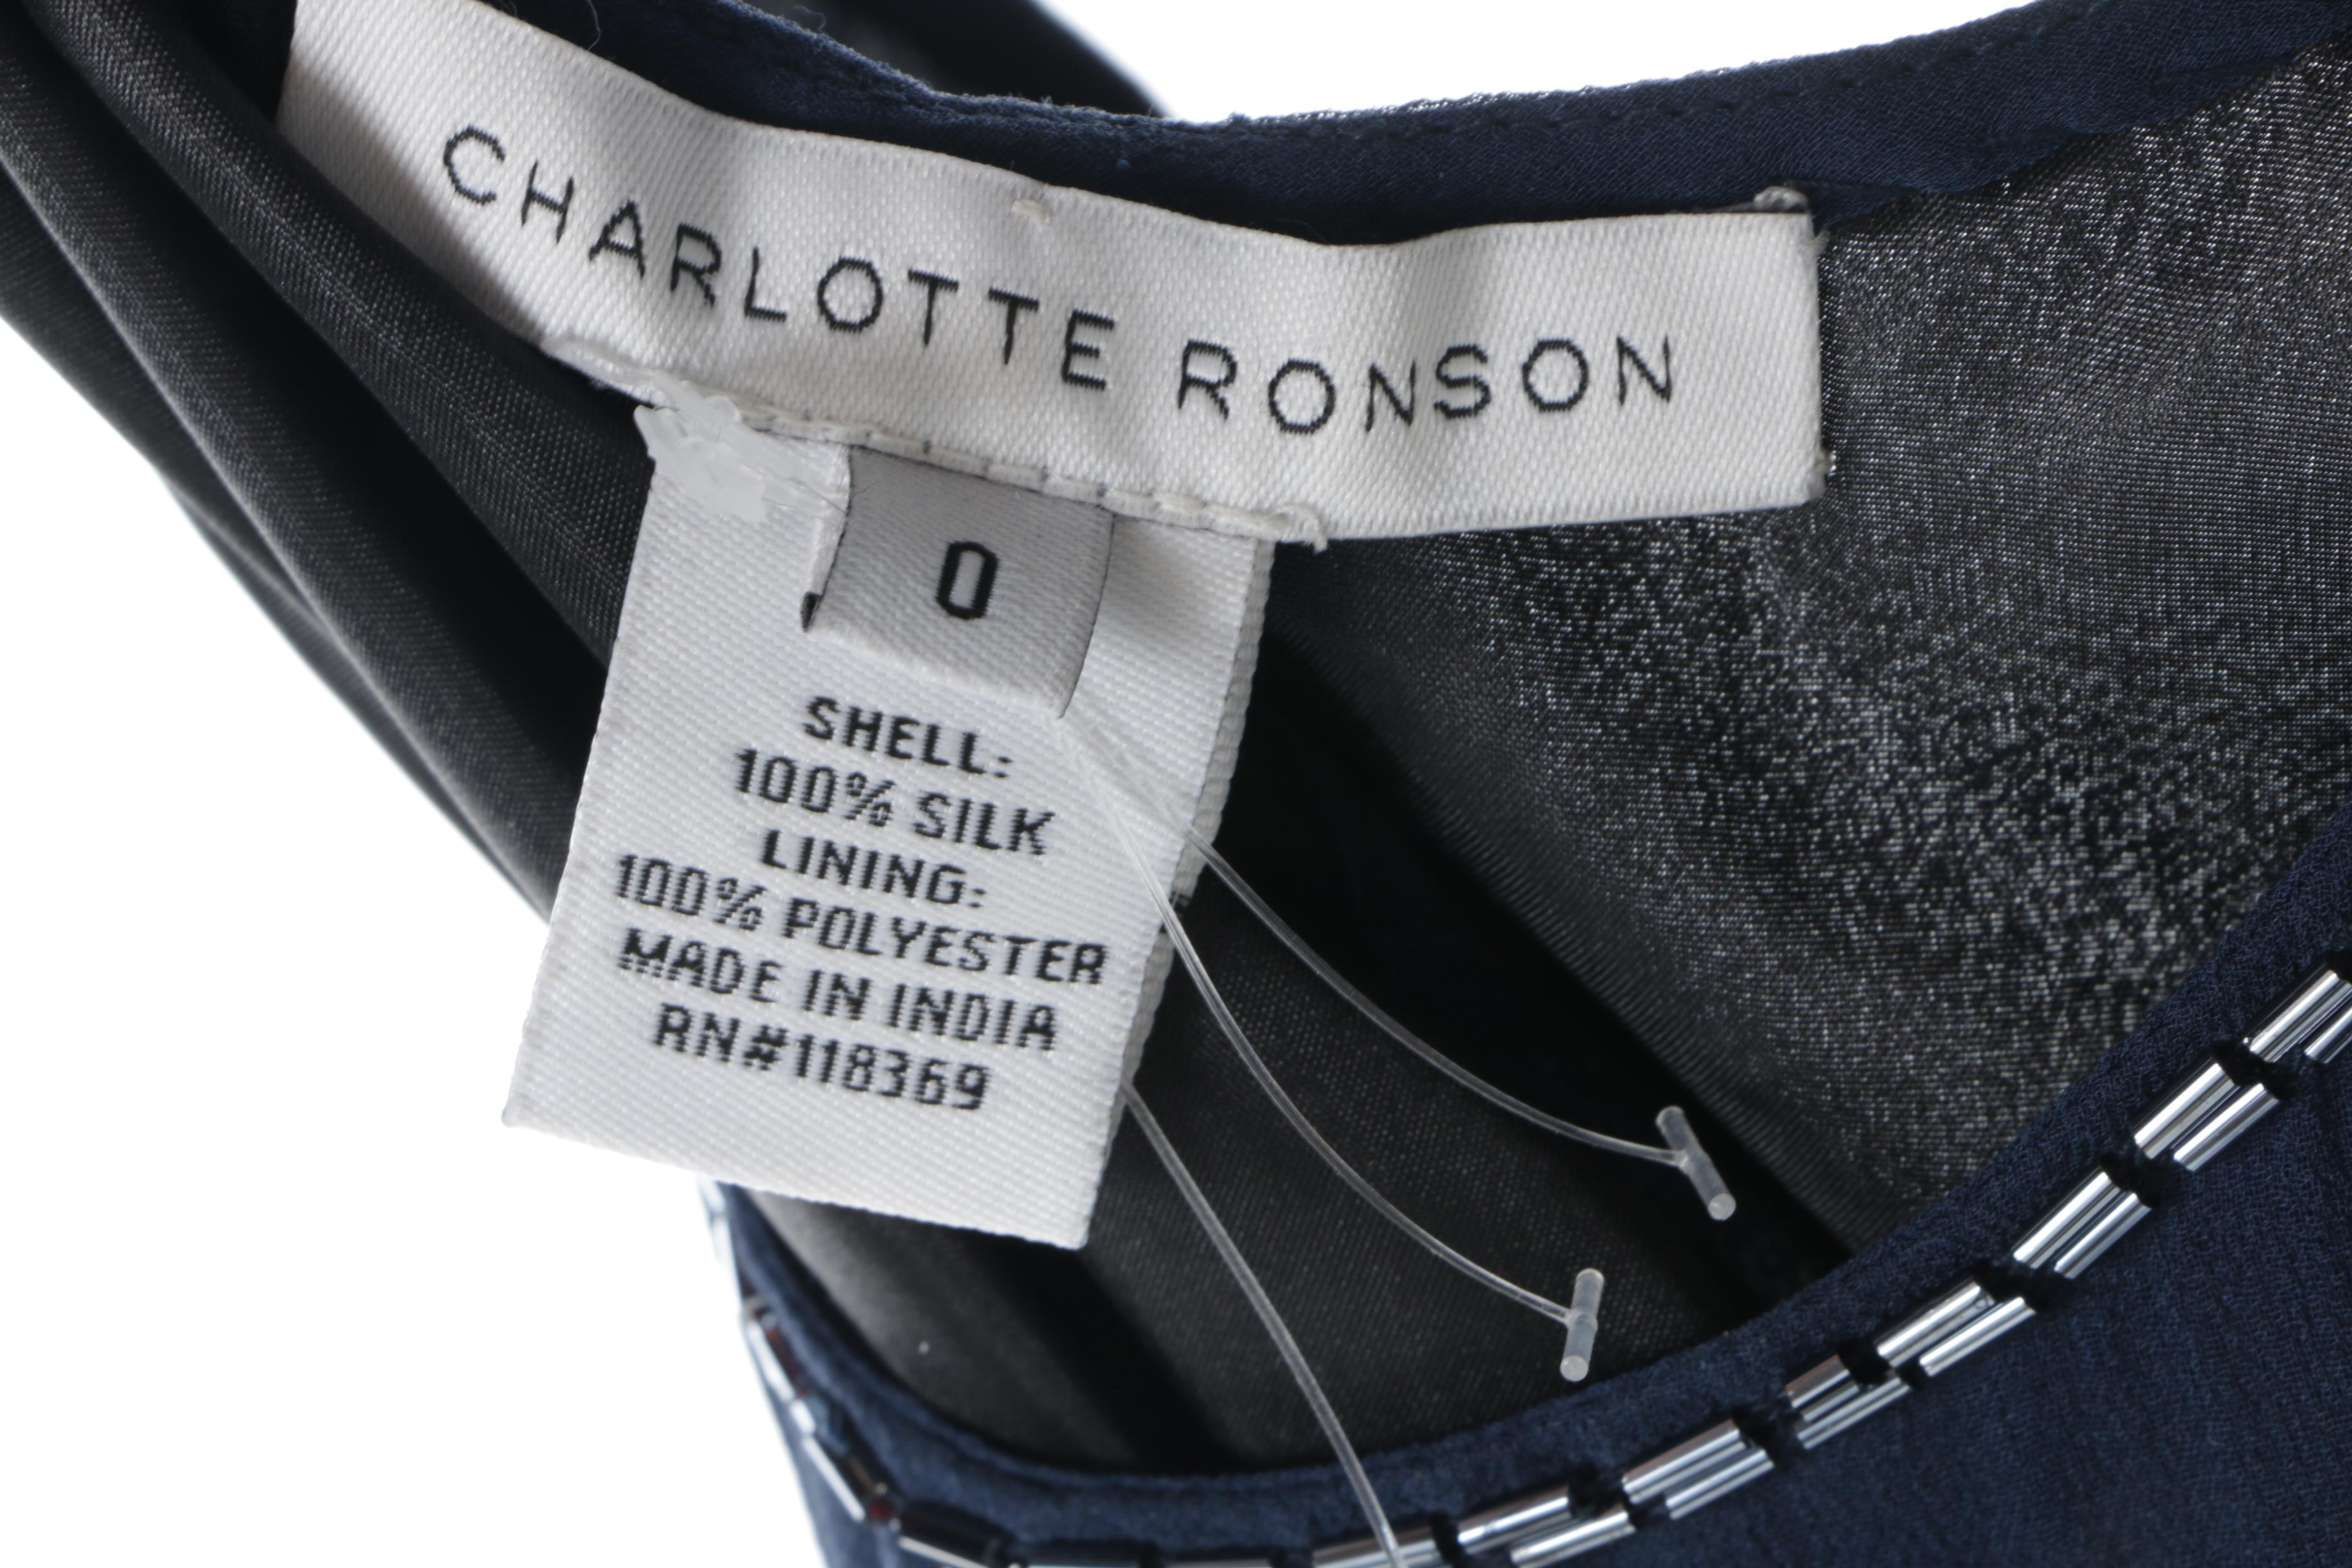 CHARLOTTE RONSON
0
SHELL:
100% SILK
LINING:
100% POLYESTER
MADE IN INDIA
RN#118369